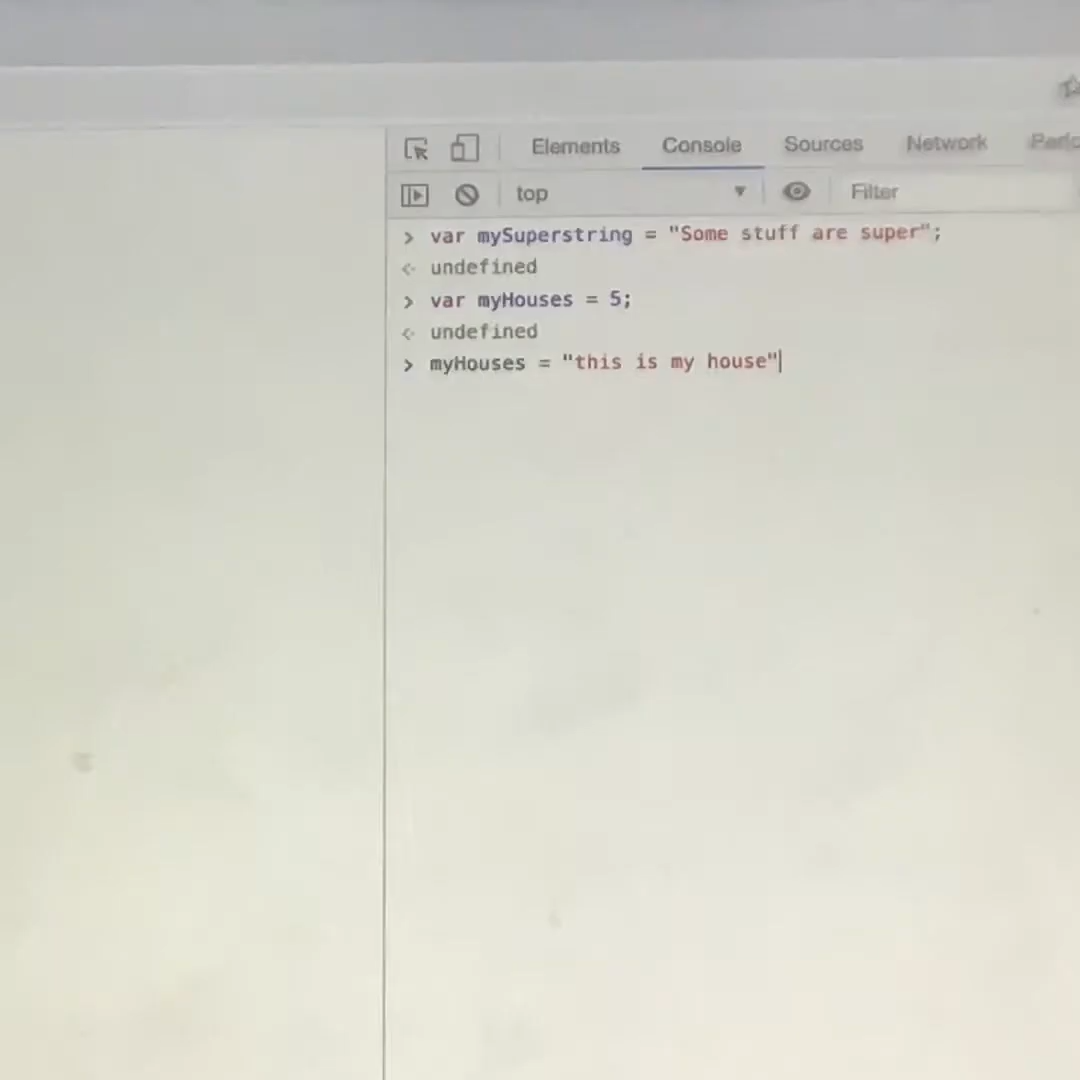 Elements Console Sources Network
top Filter
> var mySuperstring = "Some stuff are super";
<· undefined
> var myHouses = 5;
<· undefined
> myHouses = "this is my house"